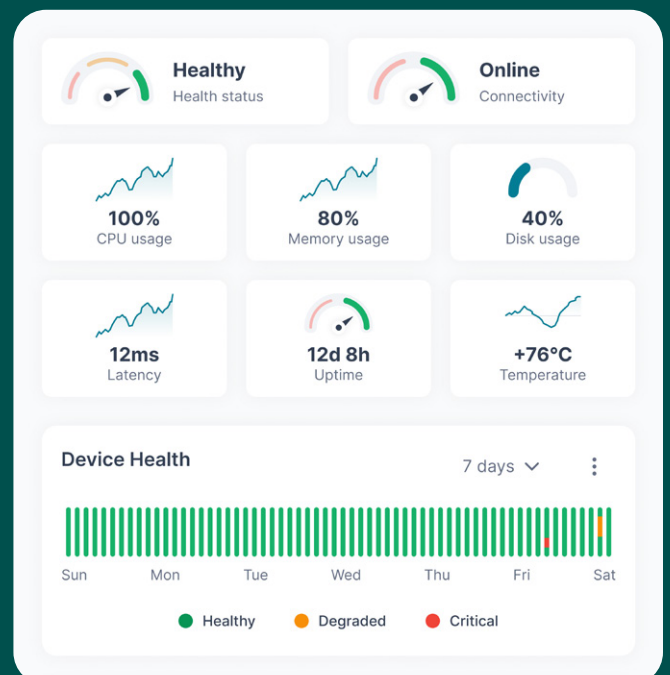 Healthy
Health status
Online
Connectivity
100%
CPU usage
80%
Memory usage
40%
Disk usage
12ms
Latency
12d 8h
Uptime
+76°C
Temperature
Device Health
7 days
Sun Mon Tue Wed Thu Fri Sat
Healthy Degraded Critical